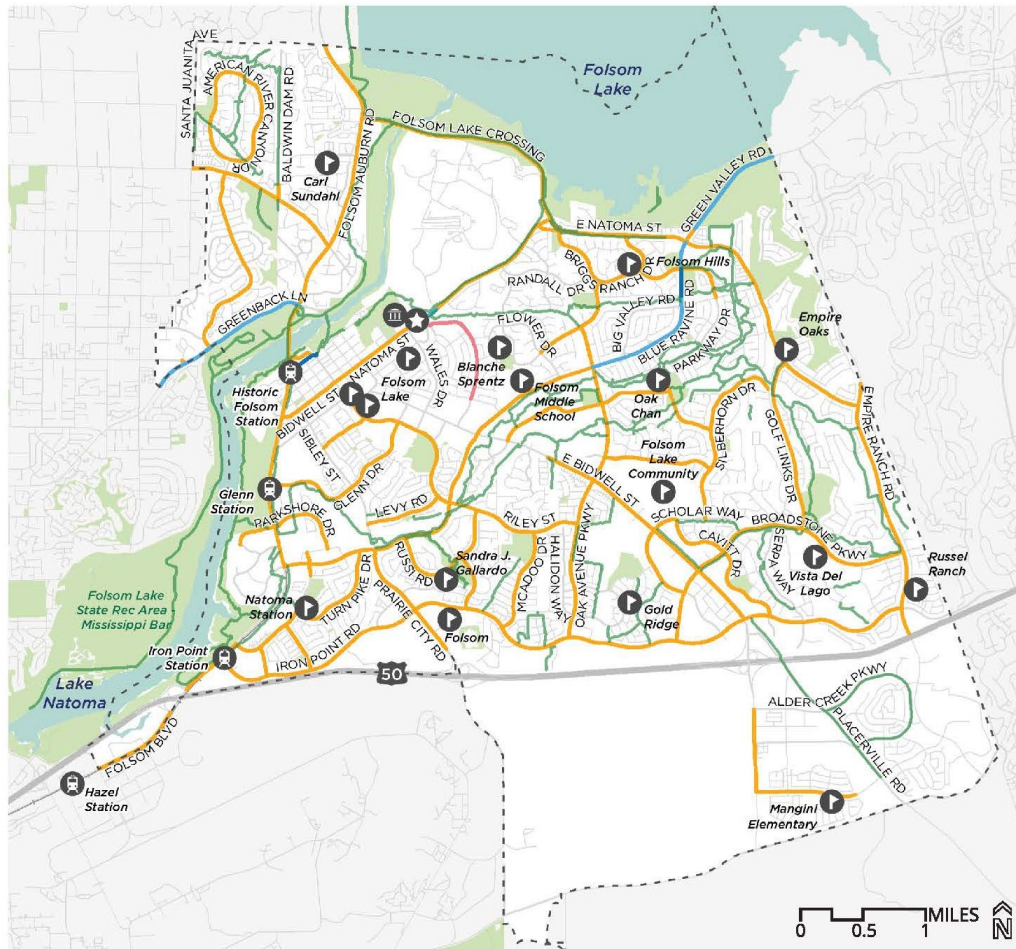 SANTA JUANITA AVE
AMERICAN RIVER CANYON DR
BALDWIN DAM RD
FOLSOM AUBURN RD
Folsom
Lake
FOLSOM LAKE CROSSING
GREEN VALLEY RD
Carl
Sundahl
E NATOMA ST
Folsom Hills
BRIGGS RANCH DR
RANDALL DR
BIG VALLEY RD
BLUE RAVINE RD
PARKWAY DR
GREENBACK LN
FLOWER DR
Empire
Oaks
NATOMA ST
WALES DR
Blanche
Sprentz
Folsom
Lake
Folsom
Middle
School
Oak
Chan
Historic
Folsom
Station
BIDWELL ST
SIBLEY ST
SILBERHORN DR
GOLF LINKS DR
EMPIRE RANCH RD
Folsom
Lake
Community
E BIDWELL ST
GLENN DR
Glenn
Station
LEVY RD
PARKSHORE DR
RILEY ST
SCHOLAR WAY
BROADSTONE PKWY
CAVITT DR
SERPA WAY
RUSSI RD
Sandra J.
Gallardo
MCADOO DR
HALIDON WAY
OAK AVENUE PKWY
Vista Del
Lago
Russel
Ranch
Folsom Lake
State Rec Area -
Mississippi Bar
Natoma
Station
TURN PIKE DR
PRAIRIE CITY RD
Folsom
Gold
Ridge
Iron Point
Station
IRON POINT RD
50
Lake
Natoma
FOLSOM BLVD
ALDER CREEK PKWY
PLACERVILLE RD
Hazel
Station
Mangini
Elementary
0 0.5 1 MILES
N